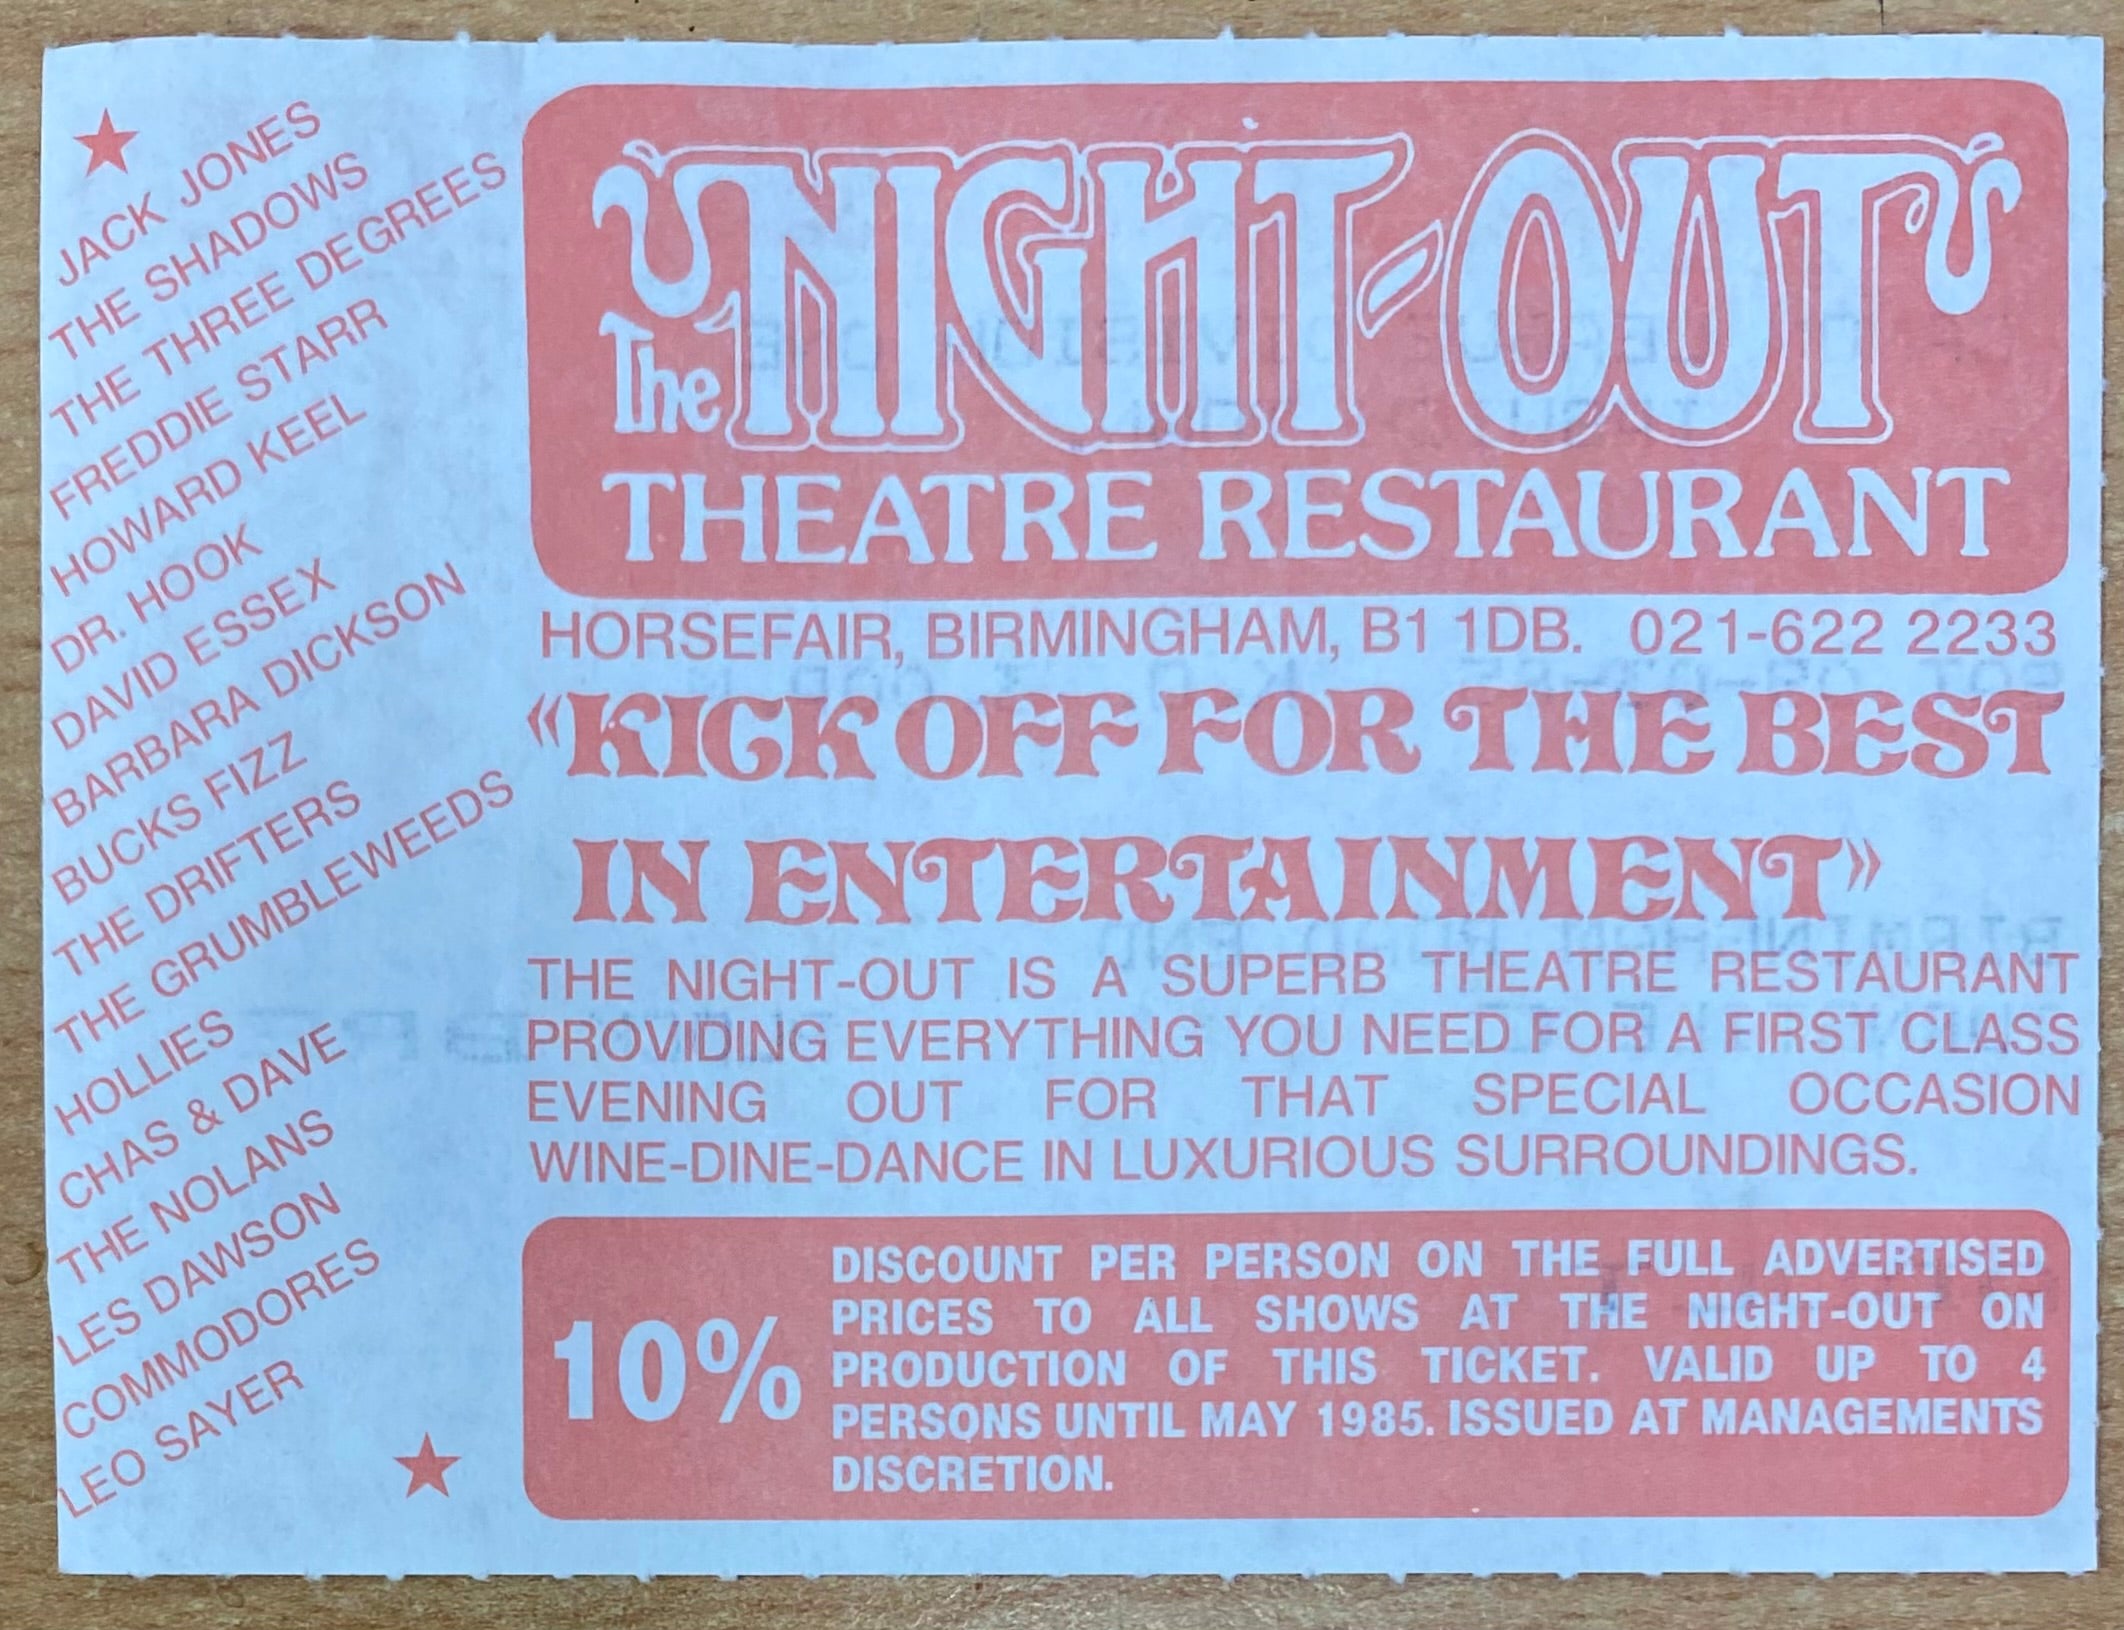 JACK JONES
THE SHADOWS
THE THREE DEGREES
FREDDIE STARR
HOWARD KEEL
DR. HOOK
DAVID ESSEX
BARBARA DICKSON
BUCKS FIZZ
THE DRIFTERS
THE GRUMBLEWEEDS
HOLLIES
CHAS & DAVE
THE NOLANS
LES DAWSON
COMMODORES
LEO SAYER
The NIGHT-OUT
THEATRE RESTAURANT
HORSEFAIR, BIRMINGHAM, B1 1DB. 021-622 2233
«KICK OFF FOR THE BEST
IN ENTERTAINMENT»
THE NIGHT-OUT IS A SUPERB THEATRE RESTAURANT
PROVIDING EVERYTHING YOU NEED FOR A FIRST CLASS
EVENING OUT FOR THAT SPECIAL OCCASION
WINE-DINE-DANCE IN LUXURIOUS SURROUNDINGS.
10%
DISCOUNT PER PERSON ON THE FULL ADVERTISED
PRICES TO ALL SHOWS AT THE NIGHT-OUT ON
PRODUCTION OF THIS TICKET. VALID UP TO 4
PERSONS UNTIL MAY 1985. ISSUED AT MANAGEMENTS
DISCRETION.